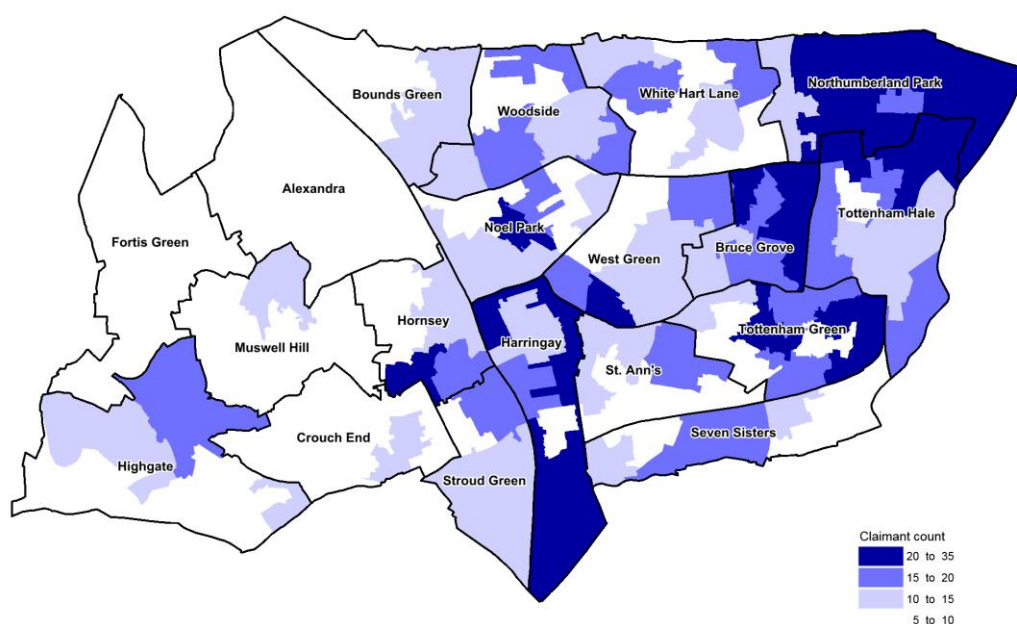 Northumberland Park
Bounds Green
White Hart Lane
Woodside
Alexandra
Tottenham Hale
Noel Park
Fortis Green
Bruce Grove
West Green
Hornsey
Tottenham Green
Harringay
Muswell Hill
St. Ann's
Seven Sisters
Crouch End
Highgate
Stroud Green
Claimant count
20 to 35
15 to 20
10 to 15
5 to 10